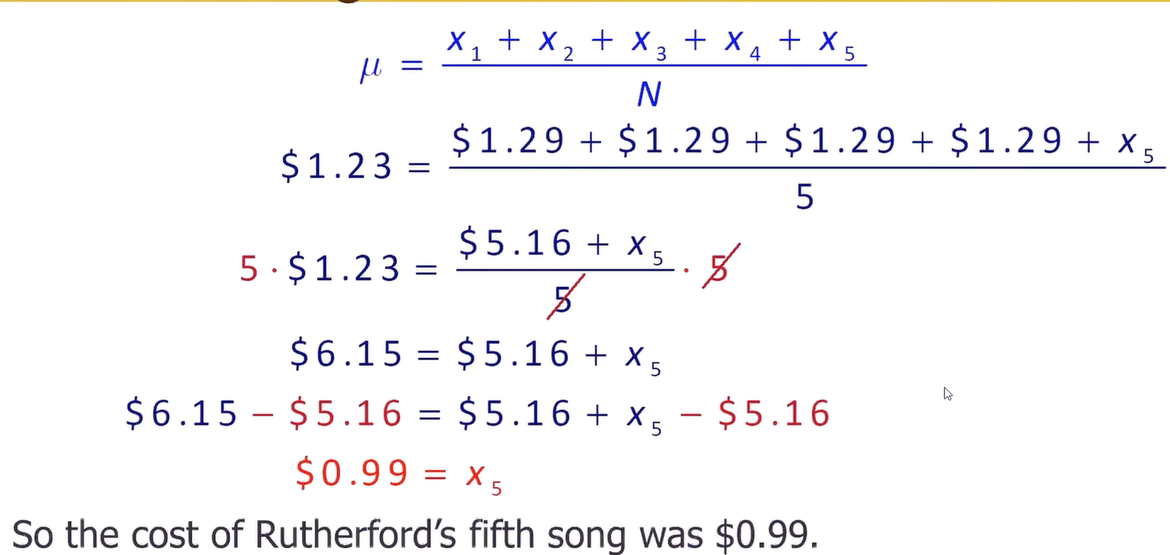 μ = (x₁ + x₂ + x₃ + x₄ + x₅) / N
$1.23 = ($1.29 + $1.29 + $1.29 + $1.29 + x₅) / 5
5 · $1.23 = ($5.16 + x₅) / 5 · 5
$6.15 = $5.16 + x₅
$6.15 − $5.16 = $5.16 + x₅ − $5.16
$0.99 = x₅
So the cost of Rutherford’s fifth song was $0.99.